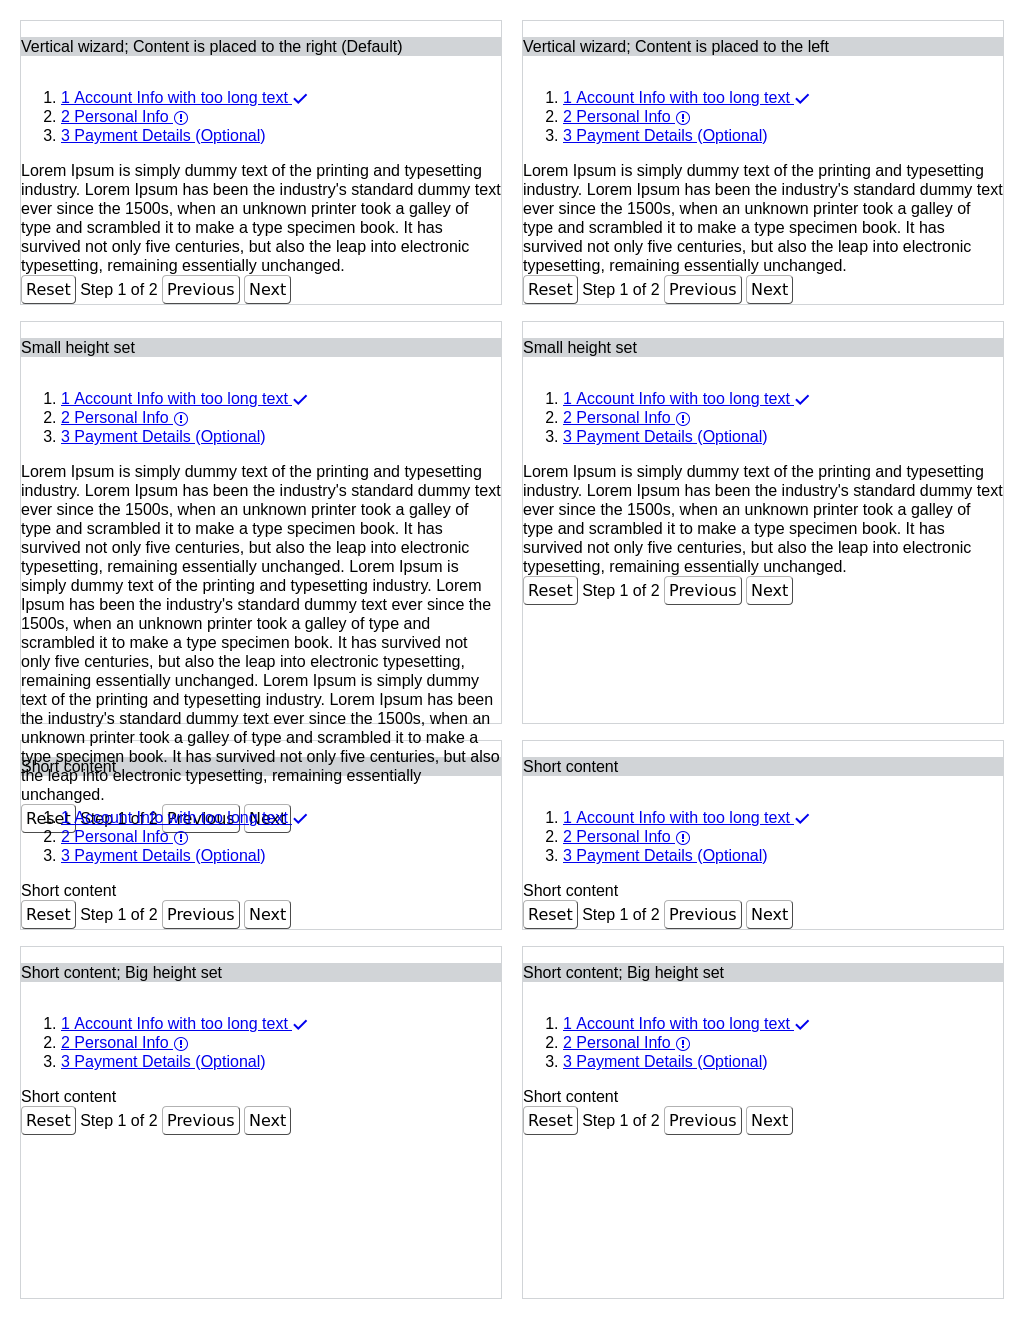 Vertical wizard; Content is placed to the right (Default)
1. 1 Account Info with too long text
2. 2 Personal Info
3. 3 Payment Details (Optional)
Lorem Ipsum is simply dummy text of the printing and typesetting
industry. Lorem Ipsum has been the industry's standard dummy text
ever since the 1500s, when an unknown printer took a galley of
type and scrambled it to make a type specimen book. It has
survived not only five centuries, but also the leap into electronic
typesetting, remaining essentially unchanged.
Reset Step 1 of 2 Previous Next
Vertical wizard; Content is placed to the left
1. 1 Account Info with too long text
2. 2 Personal Info
3. 3 Payment Details (Optional)
Lorem Ipsum is simply dummy text of the printing and typesetting
industry. Lorem Ipsum has been the industry's standard dummy text
ever since the 1500s, when an unknown printer took a galley of
type and scrambled it to make a type specimen book. It has
survived not only five centuries, but also the leap into electronic
typesetting, remaining essentially unchanged.
Reset Step 1 of 2 Previous Next
Small height set
1. 1 Account Info with too long text
2. 2 Personal Info
3. 3 Payment Details (Optional)
Lorem Ipsum is simply dummy text of the printing and typesetting
industry. Lorem Ipsum has been the industry's standard dummy text
ever since the 1500s, when an unknown printer took a galley of
type and scrambled it to make a type specimen book. It has
survived not only five centuries, but also the leap into electronic
typesetting, remaining essentially unchanged. Lorem Ipsum is
simply dummy text of the printing and typesetting industry. Lorem
Ipsum has been the industry's standard dummy text ever since the
1500s, when an unknown printer took a galley of type and
scrambled it to make a type specimen book. It has survived not
only five centuries, but also the leap into electronic typesetting,
remaining essentially unchanged. Lorem Ipsum is simply dummy
text of the printing and typesetting industry. Lorem Ipsum has been
the industry's standard dummy text ever since the 1500s, when an
unknown printer took a galley of type and scrambled it to make a
type specimen book. It has survived not only five centuries, but also
the leap into electronic typesetting, remaining essentially
unchanged.
Reset Step 1 of 2 Previous Next
Small height set
1. 1 Account Info with too long text
2. 2 Personal Info
3. 3 Payment Details (Optional)
Lorem Ipsum is simply dummy text of the printing and typesetting
industry. Lorem Ipsum has been the industry's standard dummy text
ever since the 1500s, when an unknown printer took a galley of
type and scrambled it to make a type specimen book. It has
survived not only five centuries, but also the leap into electronic
typesetting, remaining essentially unchanged.
Reset Step 1 of 2 Previous Next
Short content
1. 1 Account Info with too long text
2. 2 Personal Info
3. 3 Payment Details (Optional)
Short content
Reset Step 1 of 2 Previous Next
Short content
1. 1 Account Info with too long text
2. 2 Personal Info
3. 3 Payment Details (Optional)
Short content
Reset Step 1 of 2 Previous Next
Short content; Big height set
1. 1 Account Info with too long text
2. 2 Personal Info
3. 3 Payment Details (Optional)
Short content
Reset Step 1 of 2 Previous Next
Short content; Big height set
1. 1 Account Info with too long text
2. 2 Personal Info
3. 3 Payment Details (Optional)
Short content
Reset Step 1 of 2 Previous Next